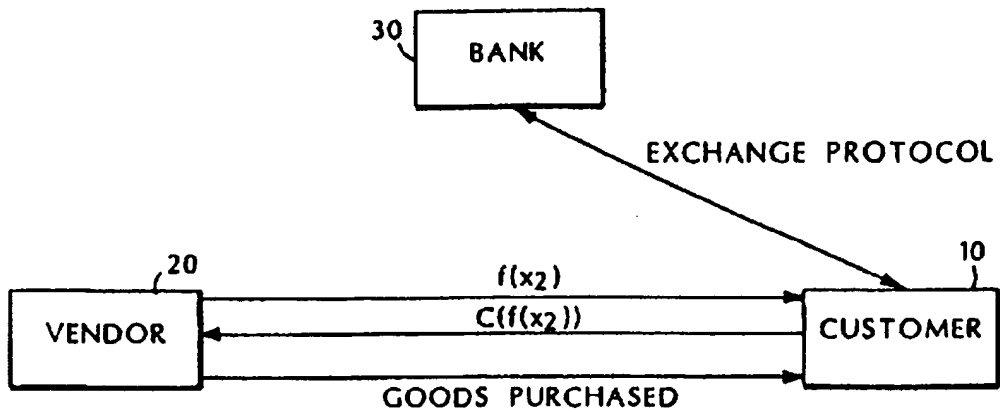 30
BANK
EXCHANGE PROTOCOL
20
10
f(x₂)
VENDOR
C(f(x₂))
CUSTOMER
GOODS PURCHASED